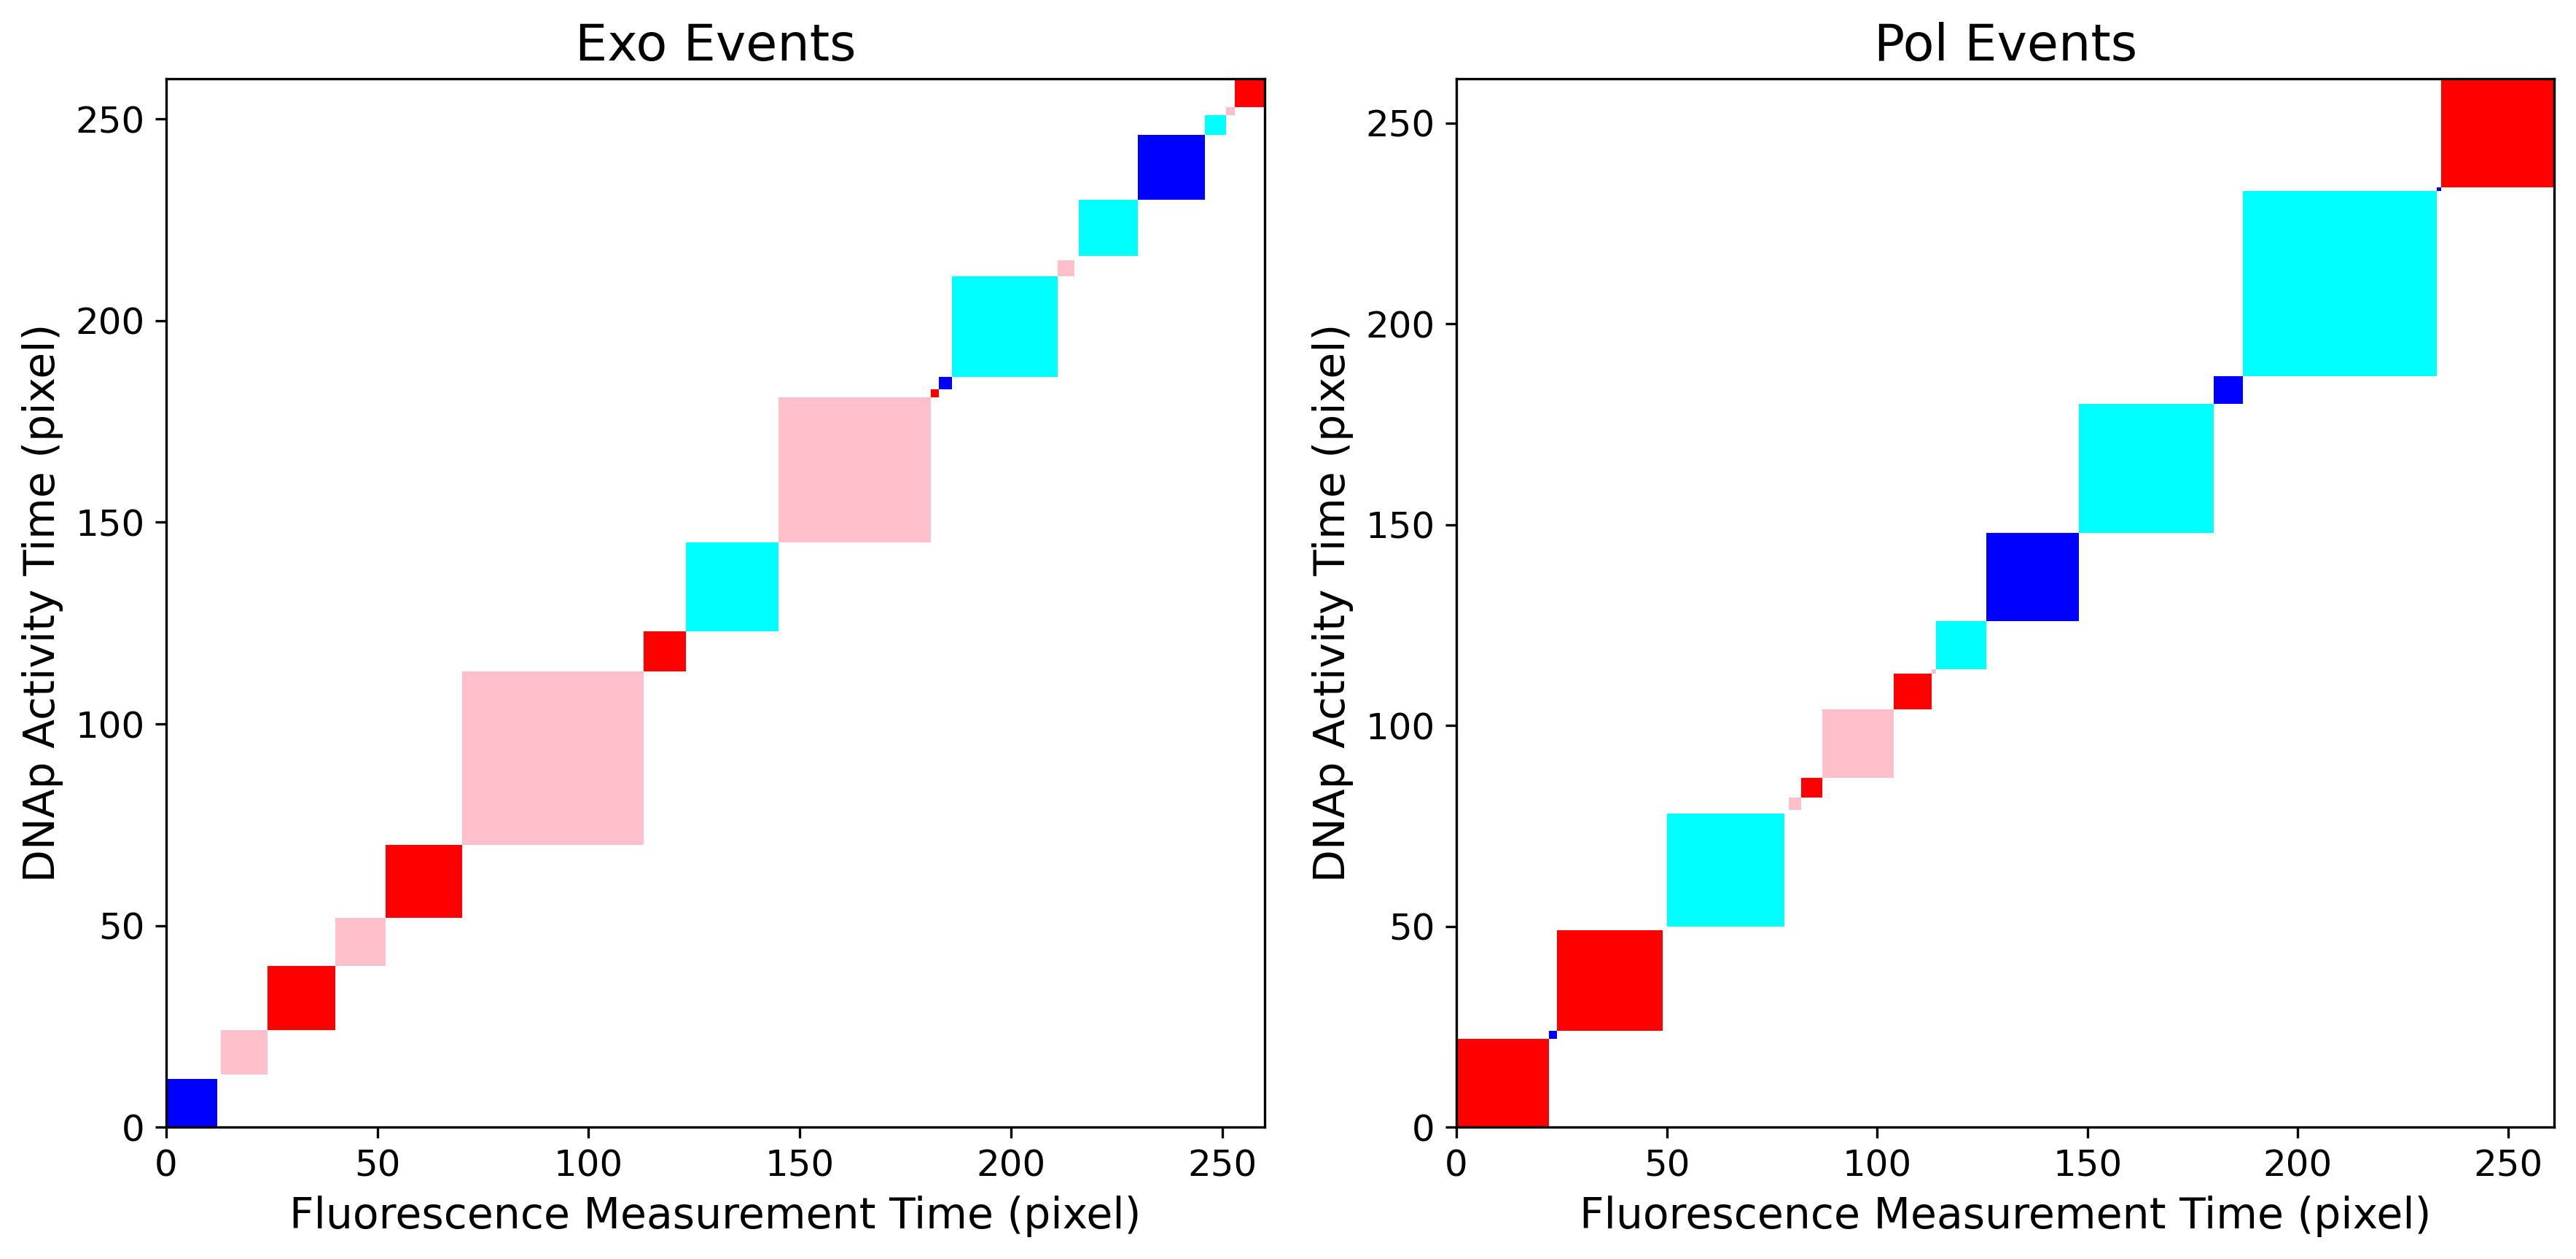 Exo Events
250
200
150
100
50
0
DNAp Activity Time (pixel)
0 50 100 150 200 250
Fluorescence Measurement Time (pixel)
Pol Events
250
200
150
100
50
0
DNAp Activity Time (pixel)
0 50 100 150 200 250
Fluorescence Measurement Time (pixel)